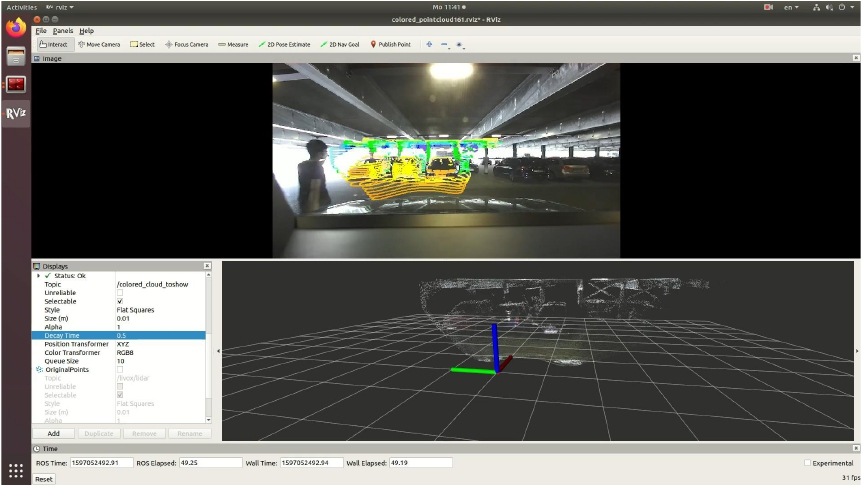 Activities rviz Mo 11:41 en
colored_pointcloud161.rviz* - RViz
File Panels Help
Interact Move Camera Select Focus Camera Measure 2D Pose Estimate 2D Nav Goal Publish Point
Image
RViz
Displays
Status: Ok
Topic /colored_cloud_toshow
Unreliable
Selectable
Style Flat Squares
Size (m) 0.01
Alpha 1
Decay Time 0.5
Position Transformer XYZ
Color Transformer RGB8
Queue Size 10
OriginalPoints
Topic /livox/lidar
Unreliable
Selectable
Style Flat Squares
Size (m) 0.01
Alpha 1
Add Duplicate Remove Rename
Time
ROS Time: 1597052492.91 ROS Elapsed: 49.25 Wall Time: 1597052492.94 Wall Elapsed: 49.19 Experimental
Reset 31 fps